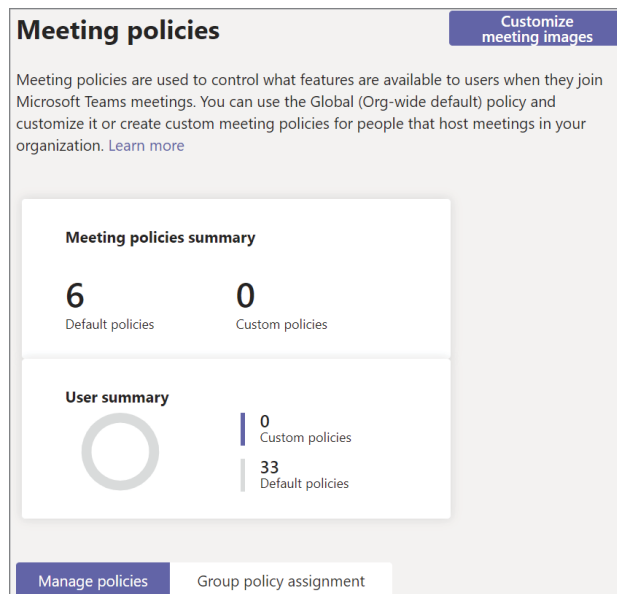 Meeting policies
Customize
meeting images
Meeting policies are used to control what features are available to users when they join
Microsoft Teams meetings. You can use the Global (Org-wide default) policy and
customize it or create custom meeting policies for people that host meetings in your
organization. Learn more
Meeting policies summary
6
0
Default policies
Custom policies
User summary
0
Custom policies
33
Default policies
Manage policies
Group policy assignment